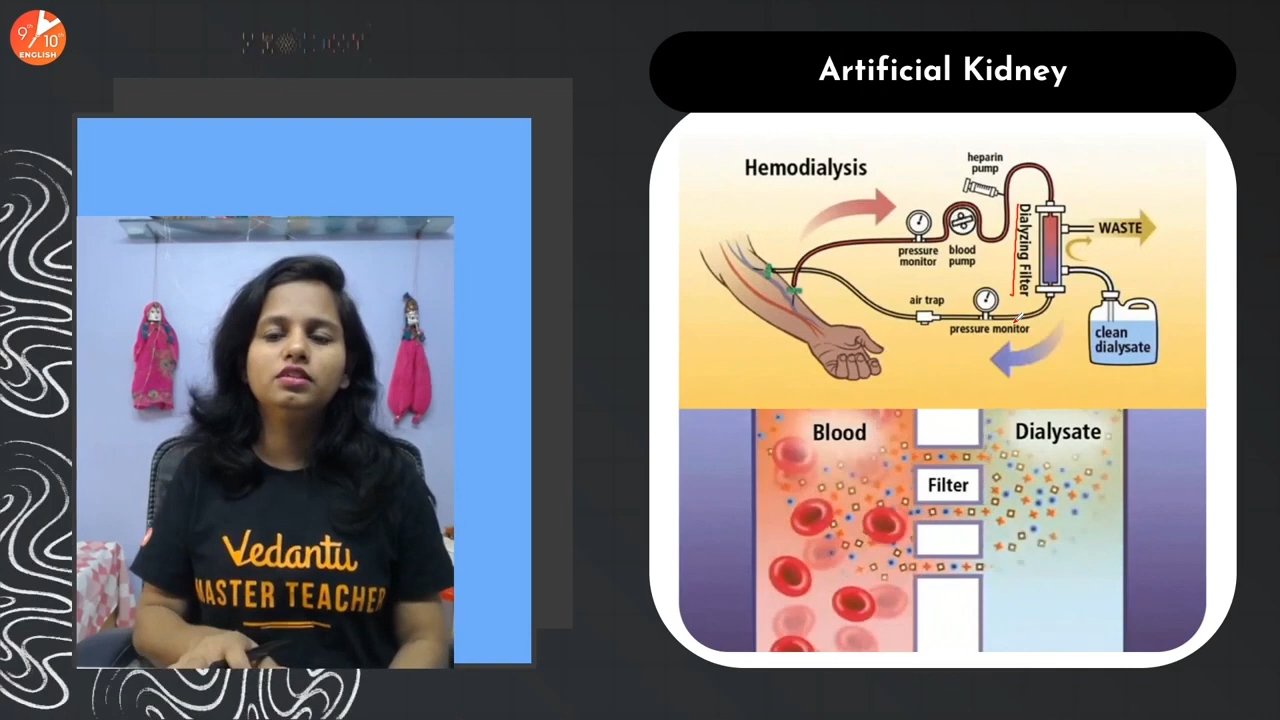 9th
10th
ENGLISH
Artificial Kidney
Hemodialysis
heparin
pump
pressure
monitor
blood
pump
Dialyzing Filter
WASTE
air trap
pressure monitor
clean
dialysate
Blood
Dialysate
Filter
Vedantu
MASTER TEACHER